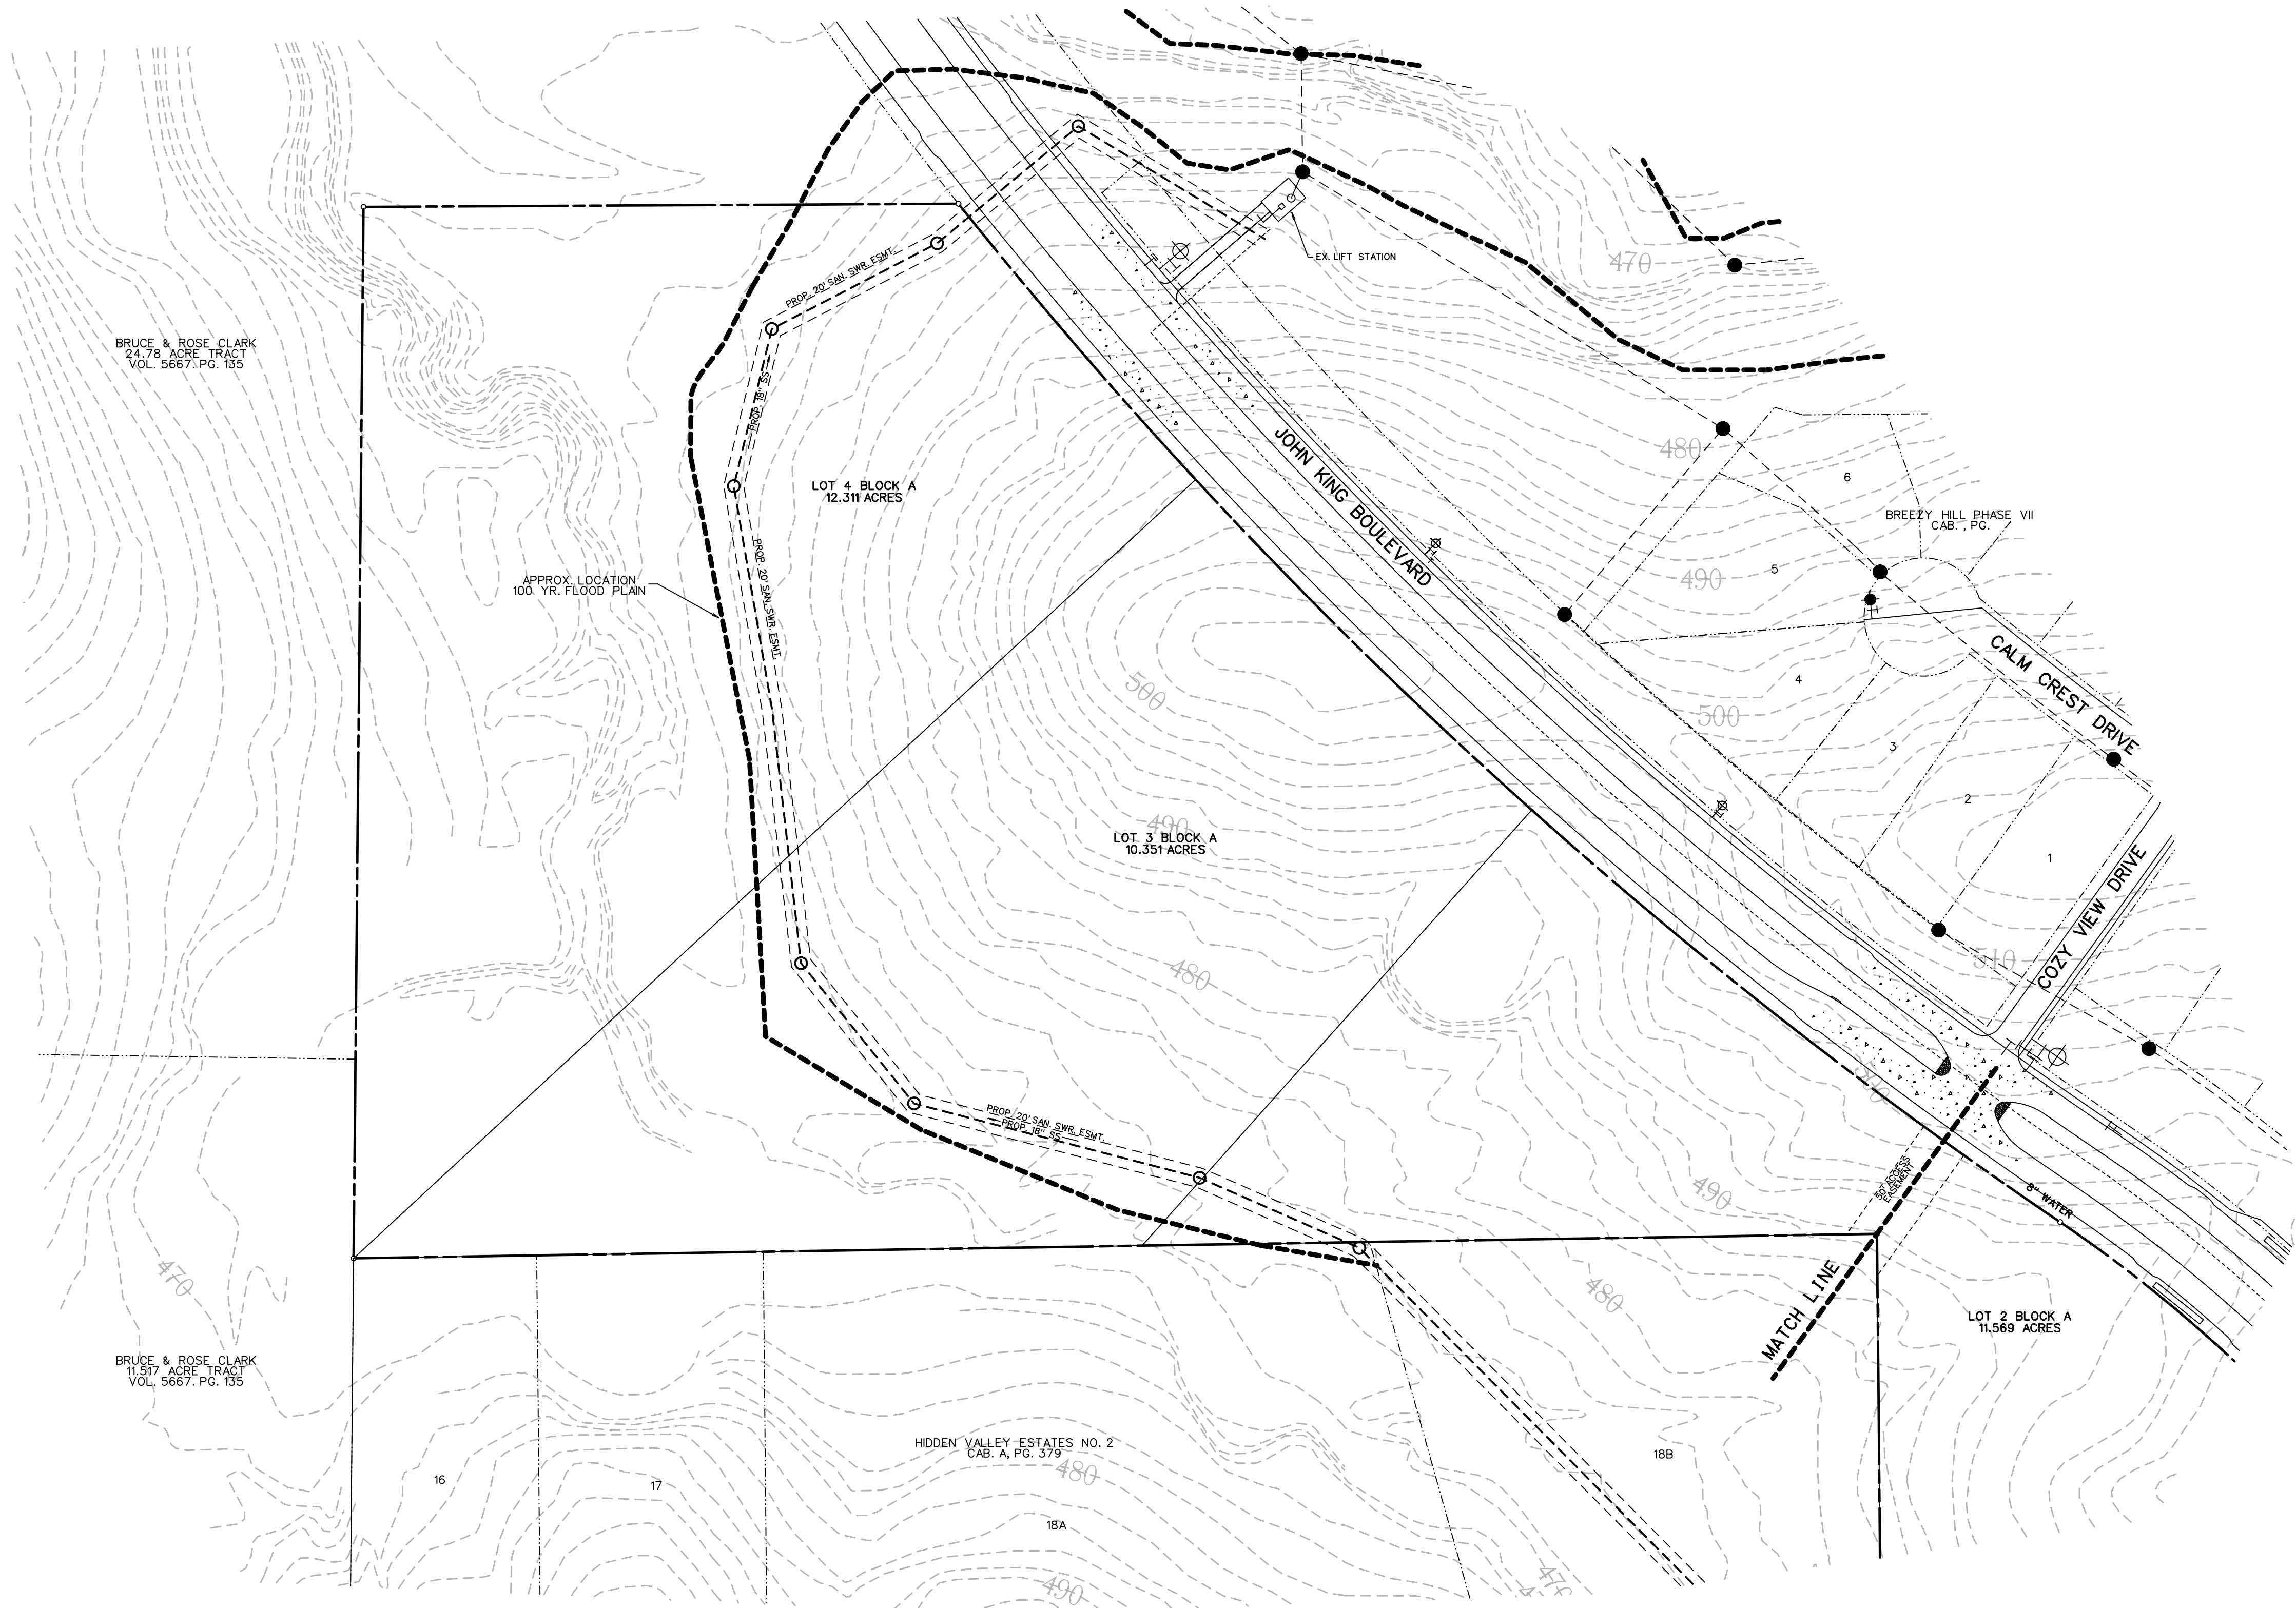 EX. LIFT STATION
470
PROP. 20' SAN. SWR. ESMT.
BRUCE & ROSE CLARK
24.78 ACRE TRACT
VOL. 5667. PG. 135
PROP. 18" SS
JOHN KING BOULEVARD
480
6
LOT 4 BLOCK A
12.311 ACRES
BREEZY HILL PHASE VII
CAB. , PG.
PROP. 20' SAN. SWR. ESMT.
APPROX. LOCATION
100 YR. FLOOD PLAIN
490
5
CALM CREST DRIVE
4
500
500
3
2
490
LOT 3 BLOCK A
10.351 ACRES
1
COZY VIEW DRIVE
480
510
PROP. 20' SAN. SWR. ESMT.
PROP. 18" SS
490
50' ACCESS
EASEMENT
8" WATER
470
480
MATCH LINE
LOT 2 BLOCK A
11.569 ACRES
BRUCE & ROSE CLARK
11.517 ACRE TRACT
VOL. 5667. PG. 135
HIDDEN VALLEY ESTATES NO. 2
CAB. A, PG. 379
480
18B
16
17
18A
490
470